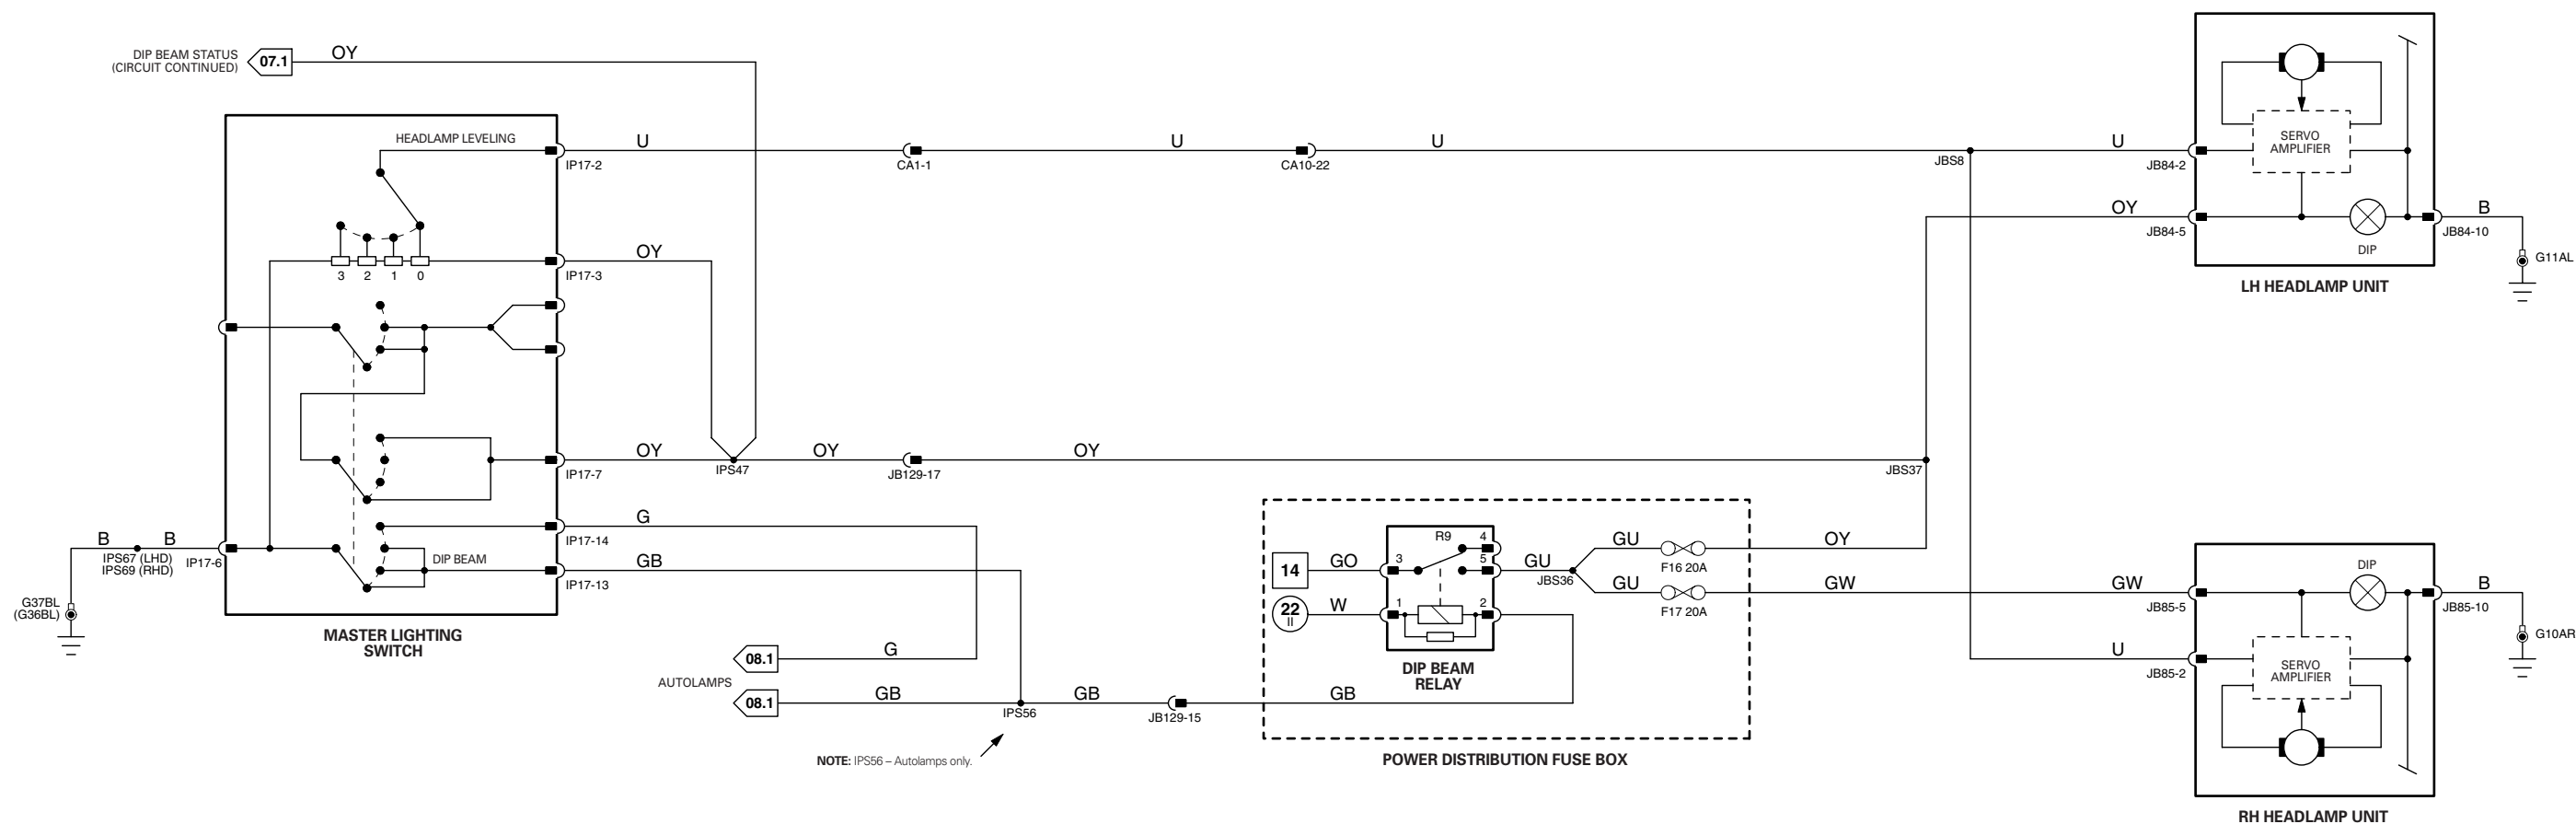 DIP BEAM STATUS
(CIRCUIT CONTINUED)
07.1
OY
HEADLAMP LEVELING
U
IP17-2
CA1-1
U
CA10-22
U
JBS8
U
JB84-2
SERVO
AMPLIFIER
OY
JB84-5
DIP
B
JB84-10
G11AL
LH HEADLAMP UNIT
3 2 1 0
OY
IP17-3
OY
IP17-7
IPS47
OY
JB129-17
OY
JBS37
B B
IPS67 (LHD)
IPS69 (RHD)
IP17-6
G37BL
(G36BL)
DIP BEAM
G
IP17-14
GB
IP17-13
MASTER LIGHTING
SWITCH
G
08.1
AUTOLAMPS
08.1
GB
IPS56
GB
JB129-15
GB
NOTE: IPS56 – Autolamps only.
14
GO
22
II
W
R9
3
4
5
1
2
DIP BEAM
RELAY
GU
JBS36
GU
F16 20A
OY
GU
F17 20A
GW
POWER DISTRIBUTION FUSE BOX
GW
JB85-5
DIP
B
JB85-10
G10AR
U
JB85-2
SERVO
AMPLIFIER
RH HEADLAMP UNIT